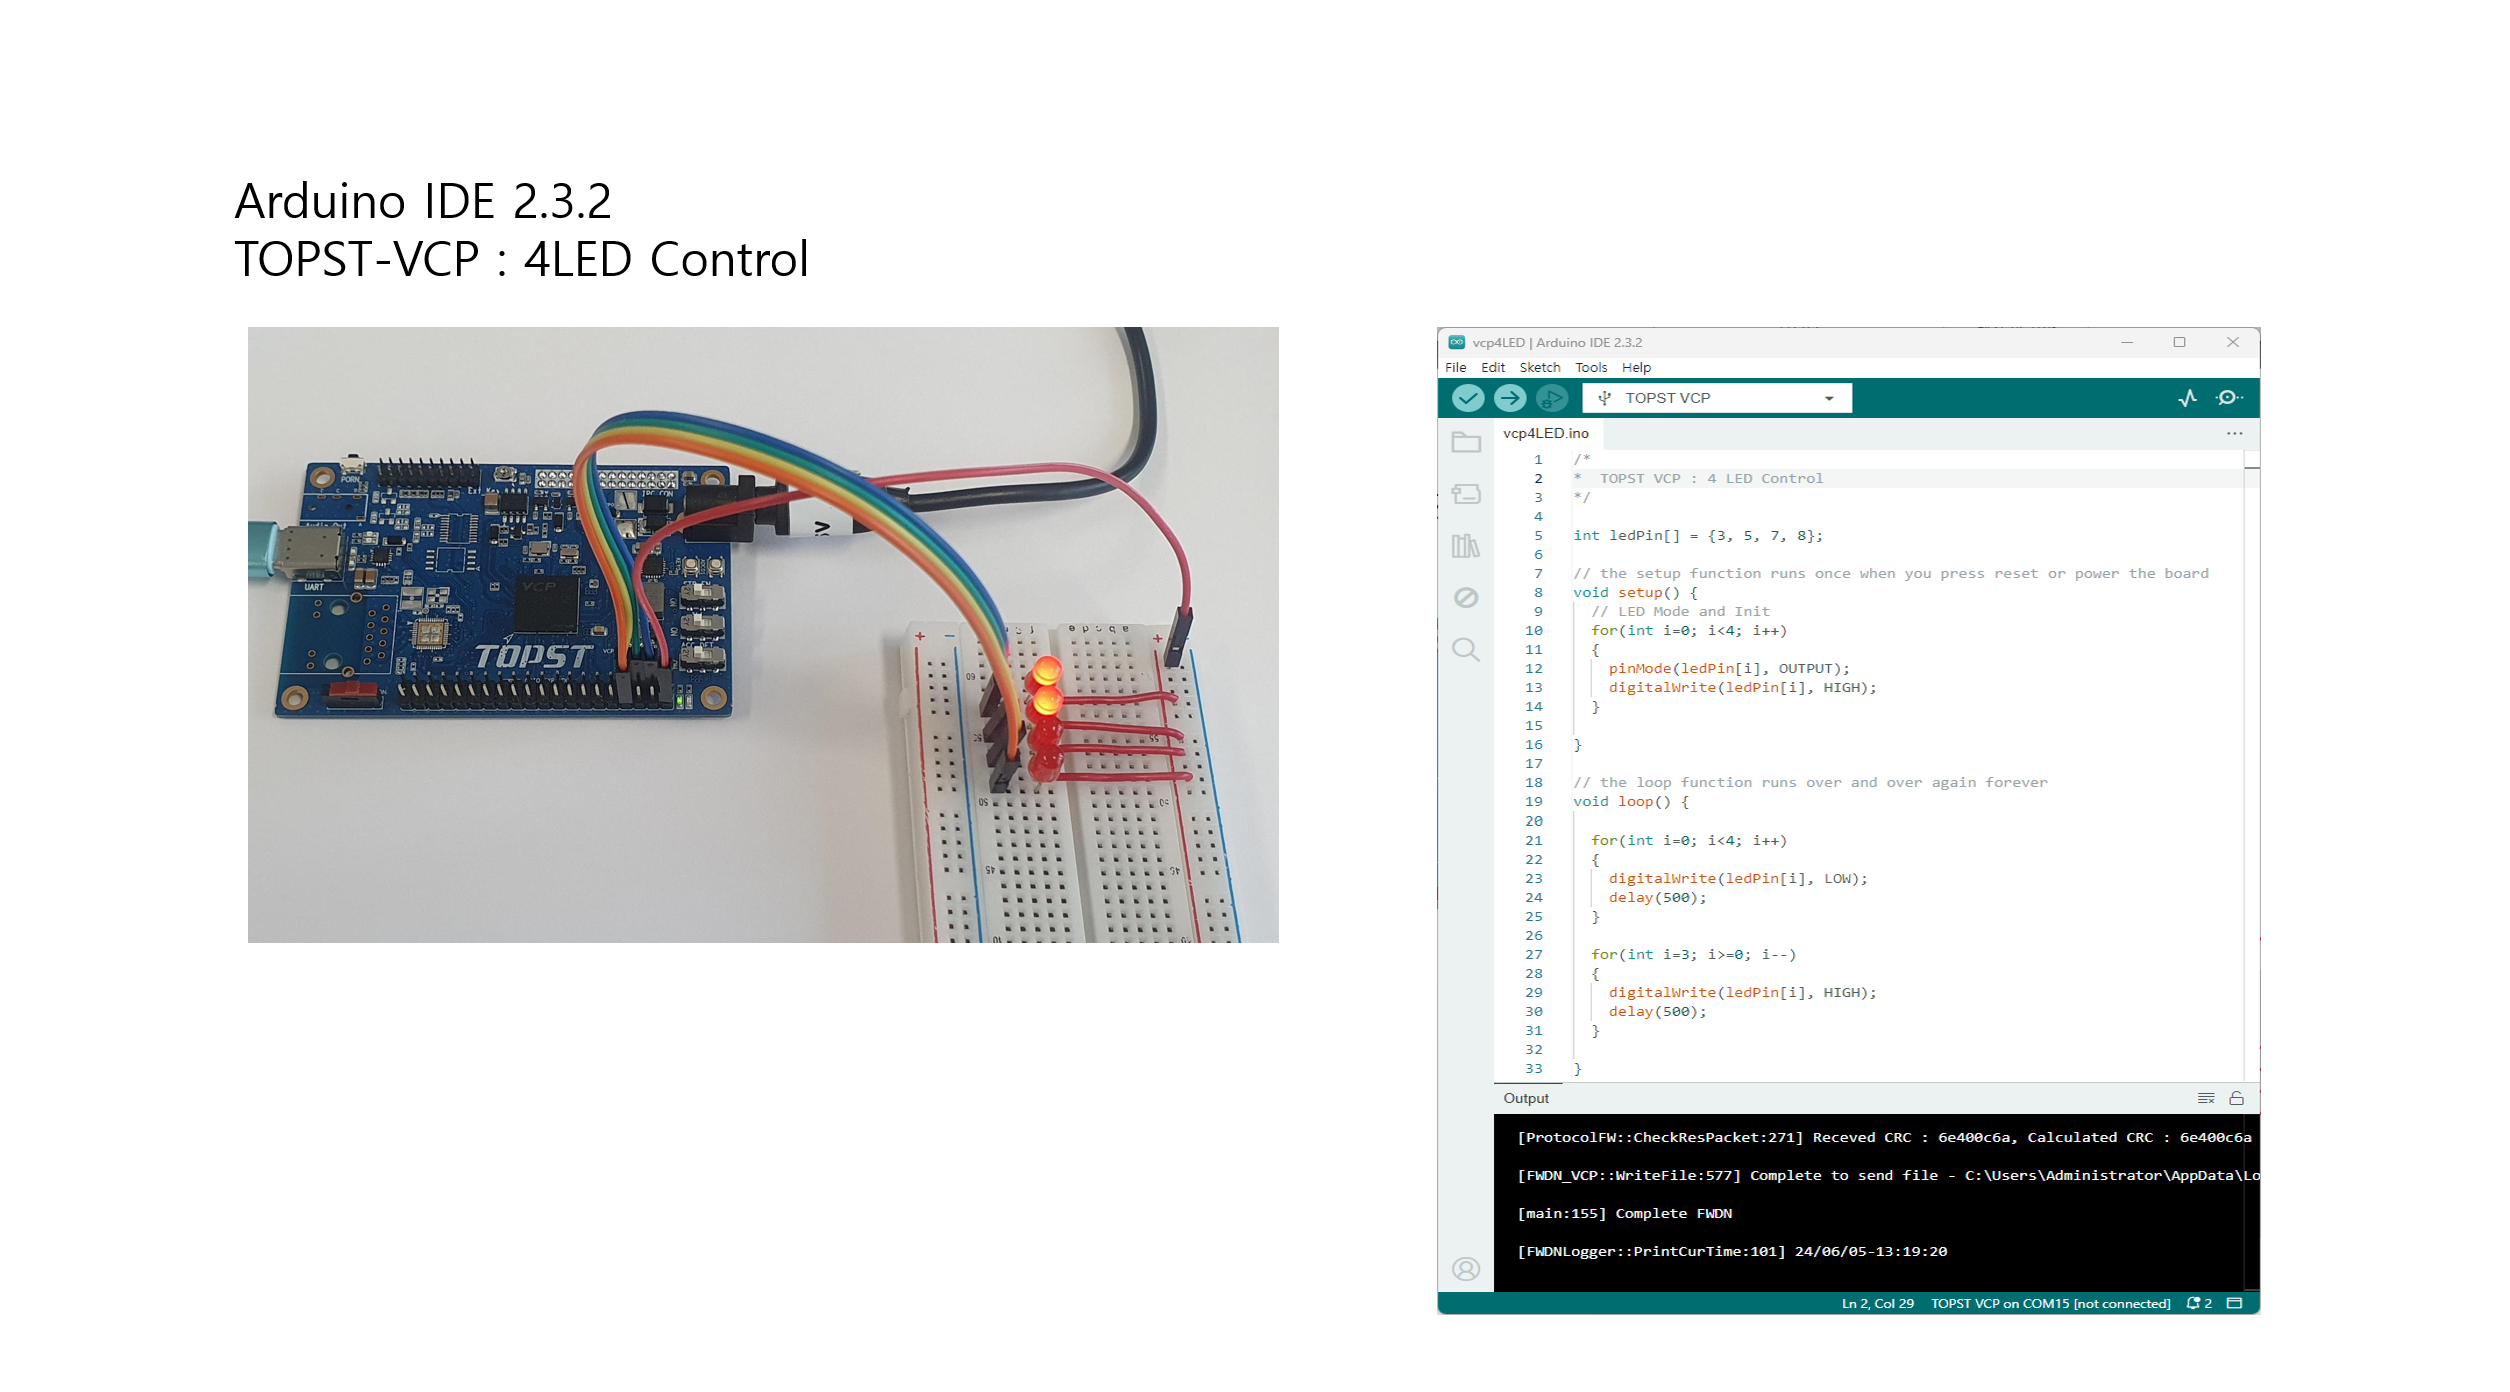 Arduino IDE 2.3.2
TOPST-VCP : 4LED Control
PORN
UART
VCP
TOPST
VCP
vcp4LED | Arduino IDE 2.3.2
File Edit Sketch Tools Help
TOPST VCP
vcp4LED.ino
1 /*
2 * TOPST VCP : 4 LED Control
3 */
4
5 int ledPin[] = {3, 5, 7, 8};
6
7 // the setup function runs once when you press reset or power the board
8 void setup() {
9 // LED Mode and Init
10 for(int i=0; i<4; i++)
11 {
12 pinMode(ledPin[i], OUTPUT);
13 digitalWrite(ledPin[i], HIGH);
14 }
15
16 }
17
18 // the loop function runs over and over again forever
19 void loop() {
20
21 for(int i=0; i<4; i++)
22 {
23 digitalWrite(ledPin[i], LOW);
24 delay(500);
25 }
26
27 for(int i=3; i>=0; i--)
28 {
29 digitalWrite(ledPin[i], HIGH);
30 delay(500);
31 }
32
33 }
Output
[ProtocolFW::CheckResPacket:271] Receved CRC : 6e400c6a, Calculated CRC : 6e400c6a
[FWDN_VCP::WriteFile:577] Complete to send file - C:\Users\Administrator\AppData\Lo
[main:155] Complete FWDN
[FWDNLogger::PrintCurTime:101] 24/06/05-13:19:20
Ln 2, Col 29 TOPST VCP on COM15 [not connected] 2